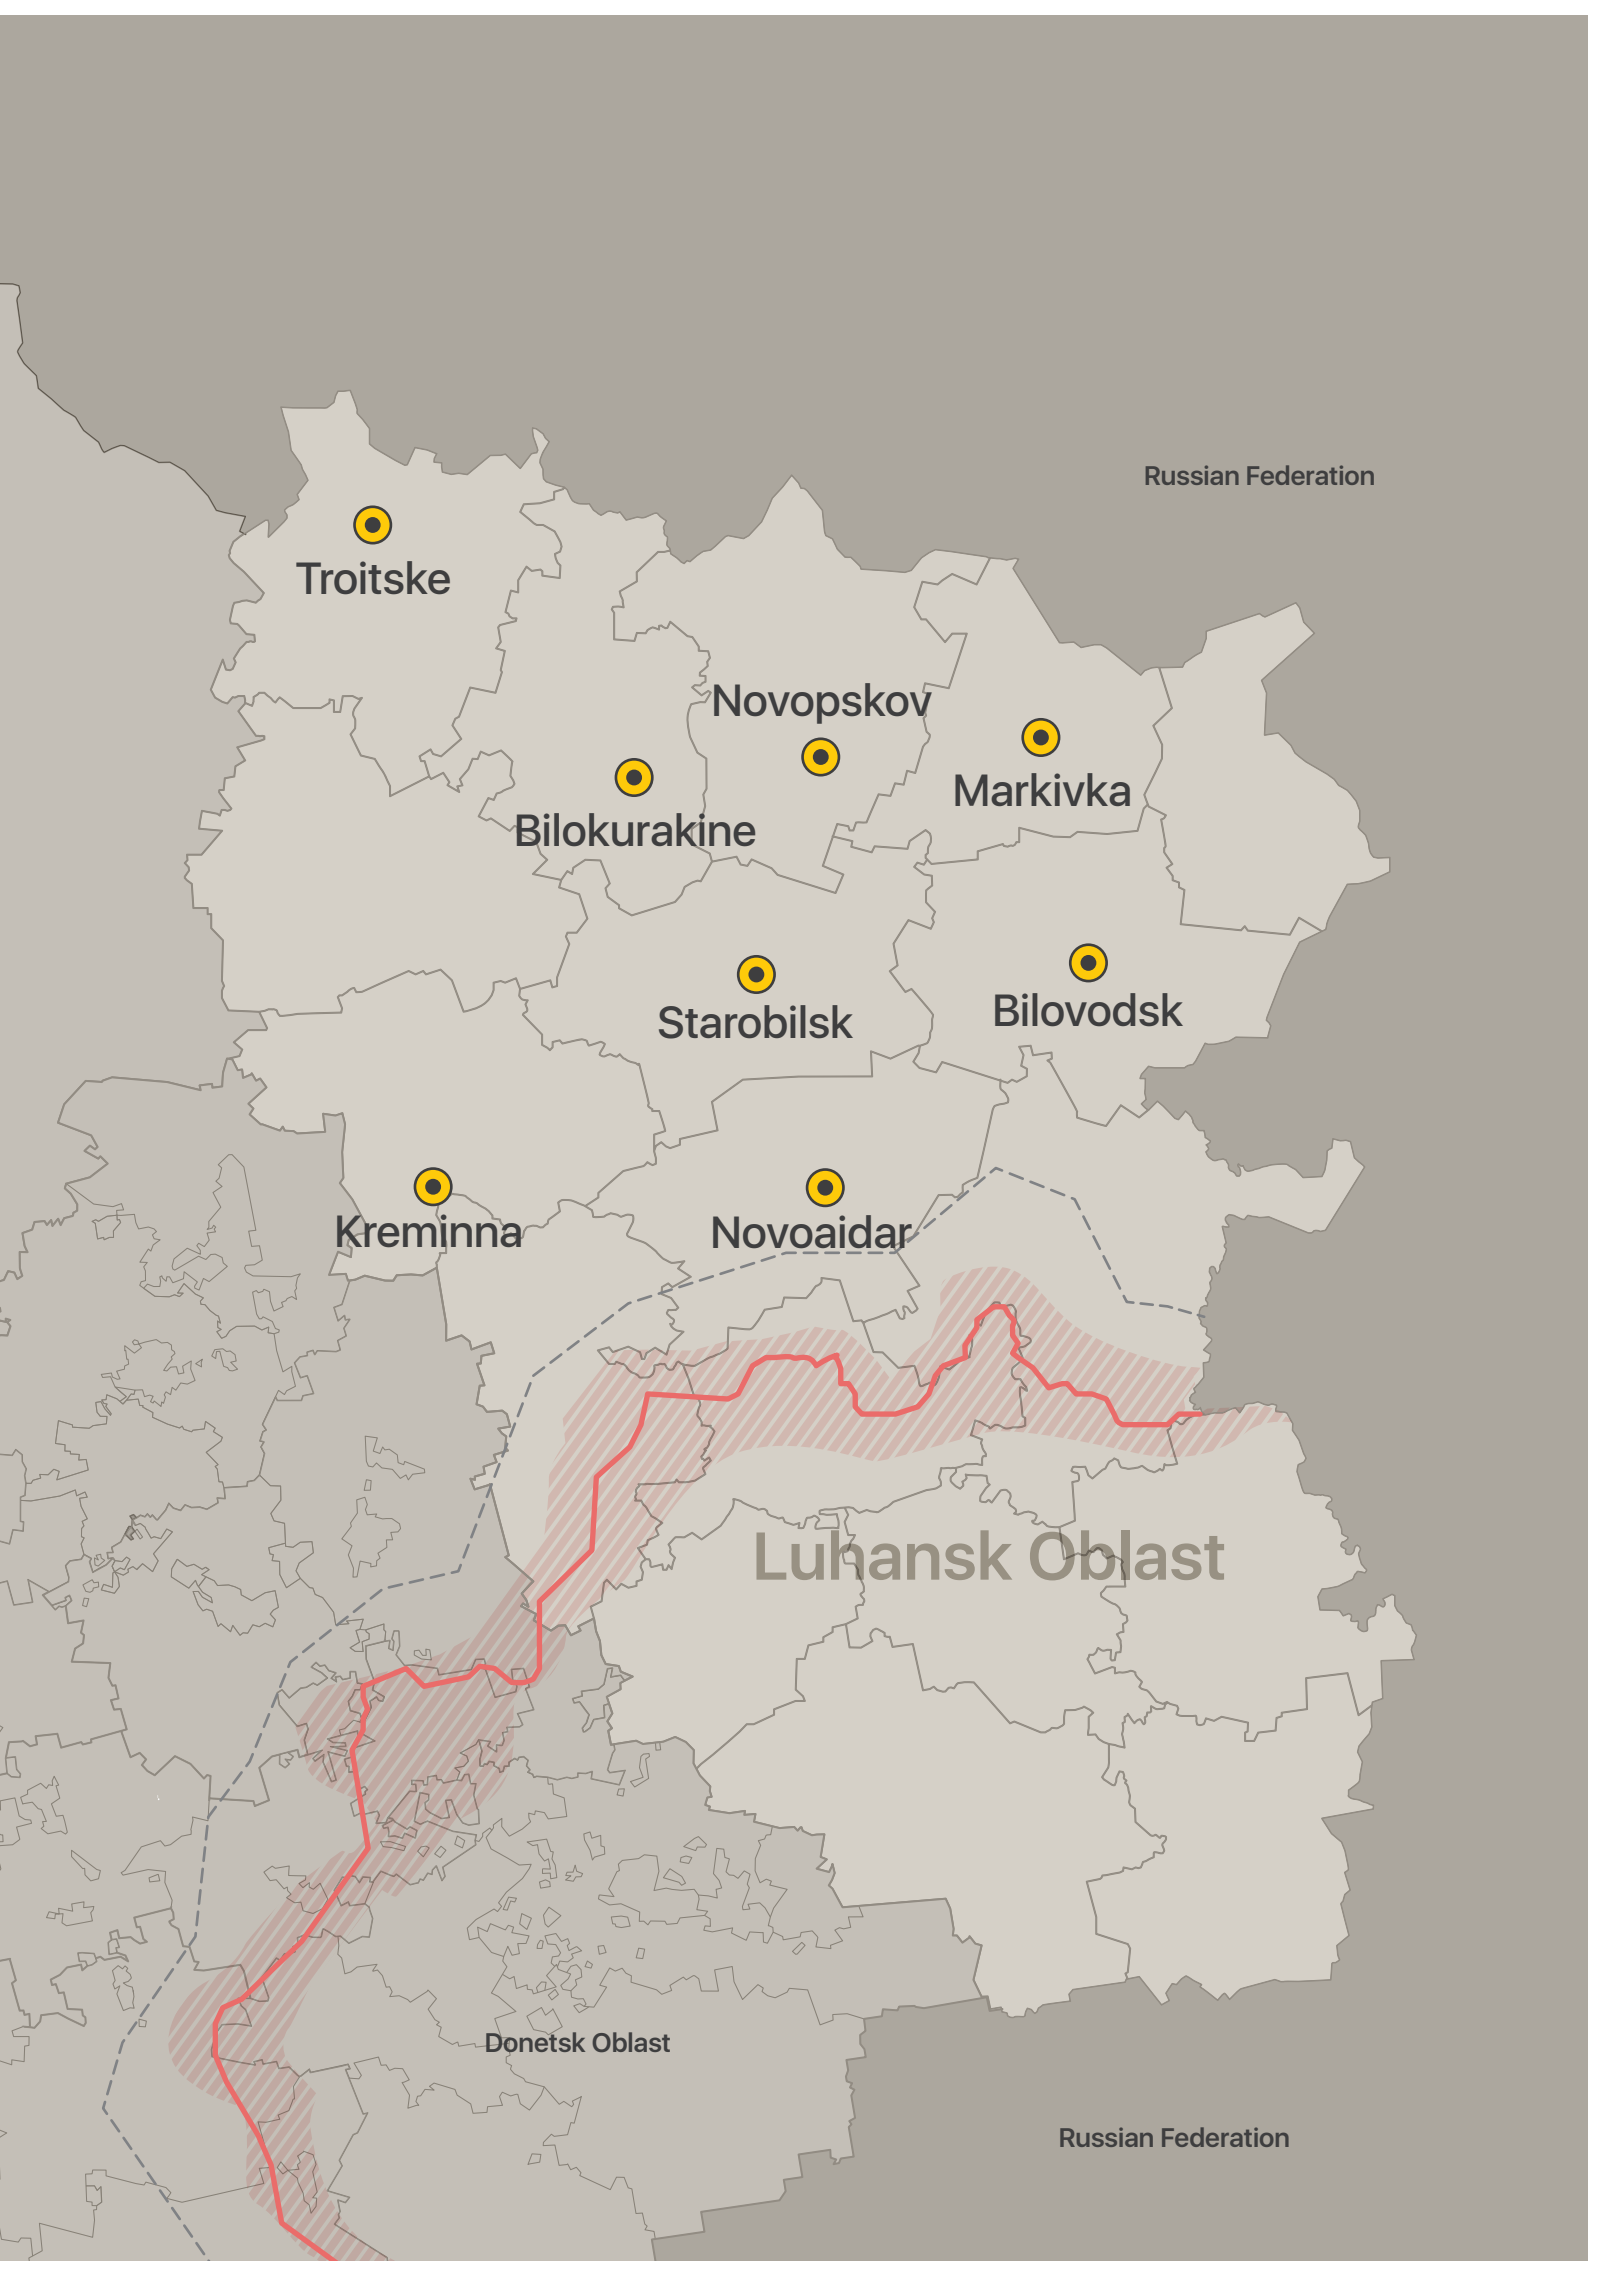 Russian Federation
Troitske
Novopskov
Markivka
Bilokurakine
Starobilsk
Bilovodsk
Kreminna
Novoaidar
Luhansk Oblast
Donetsk Oblast
Russian Federation